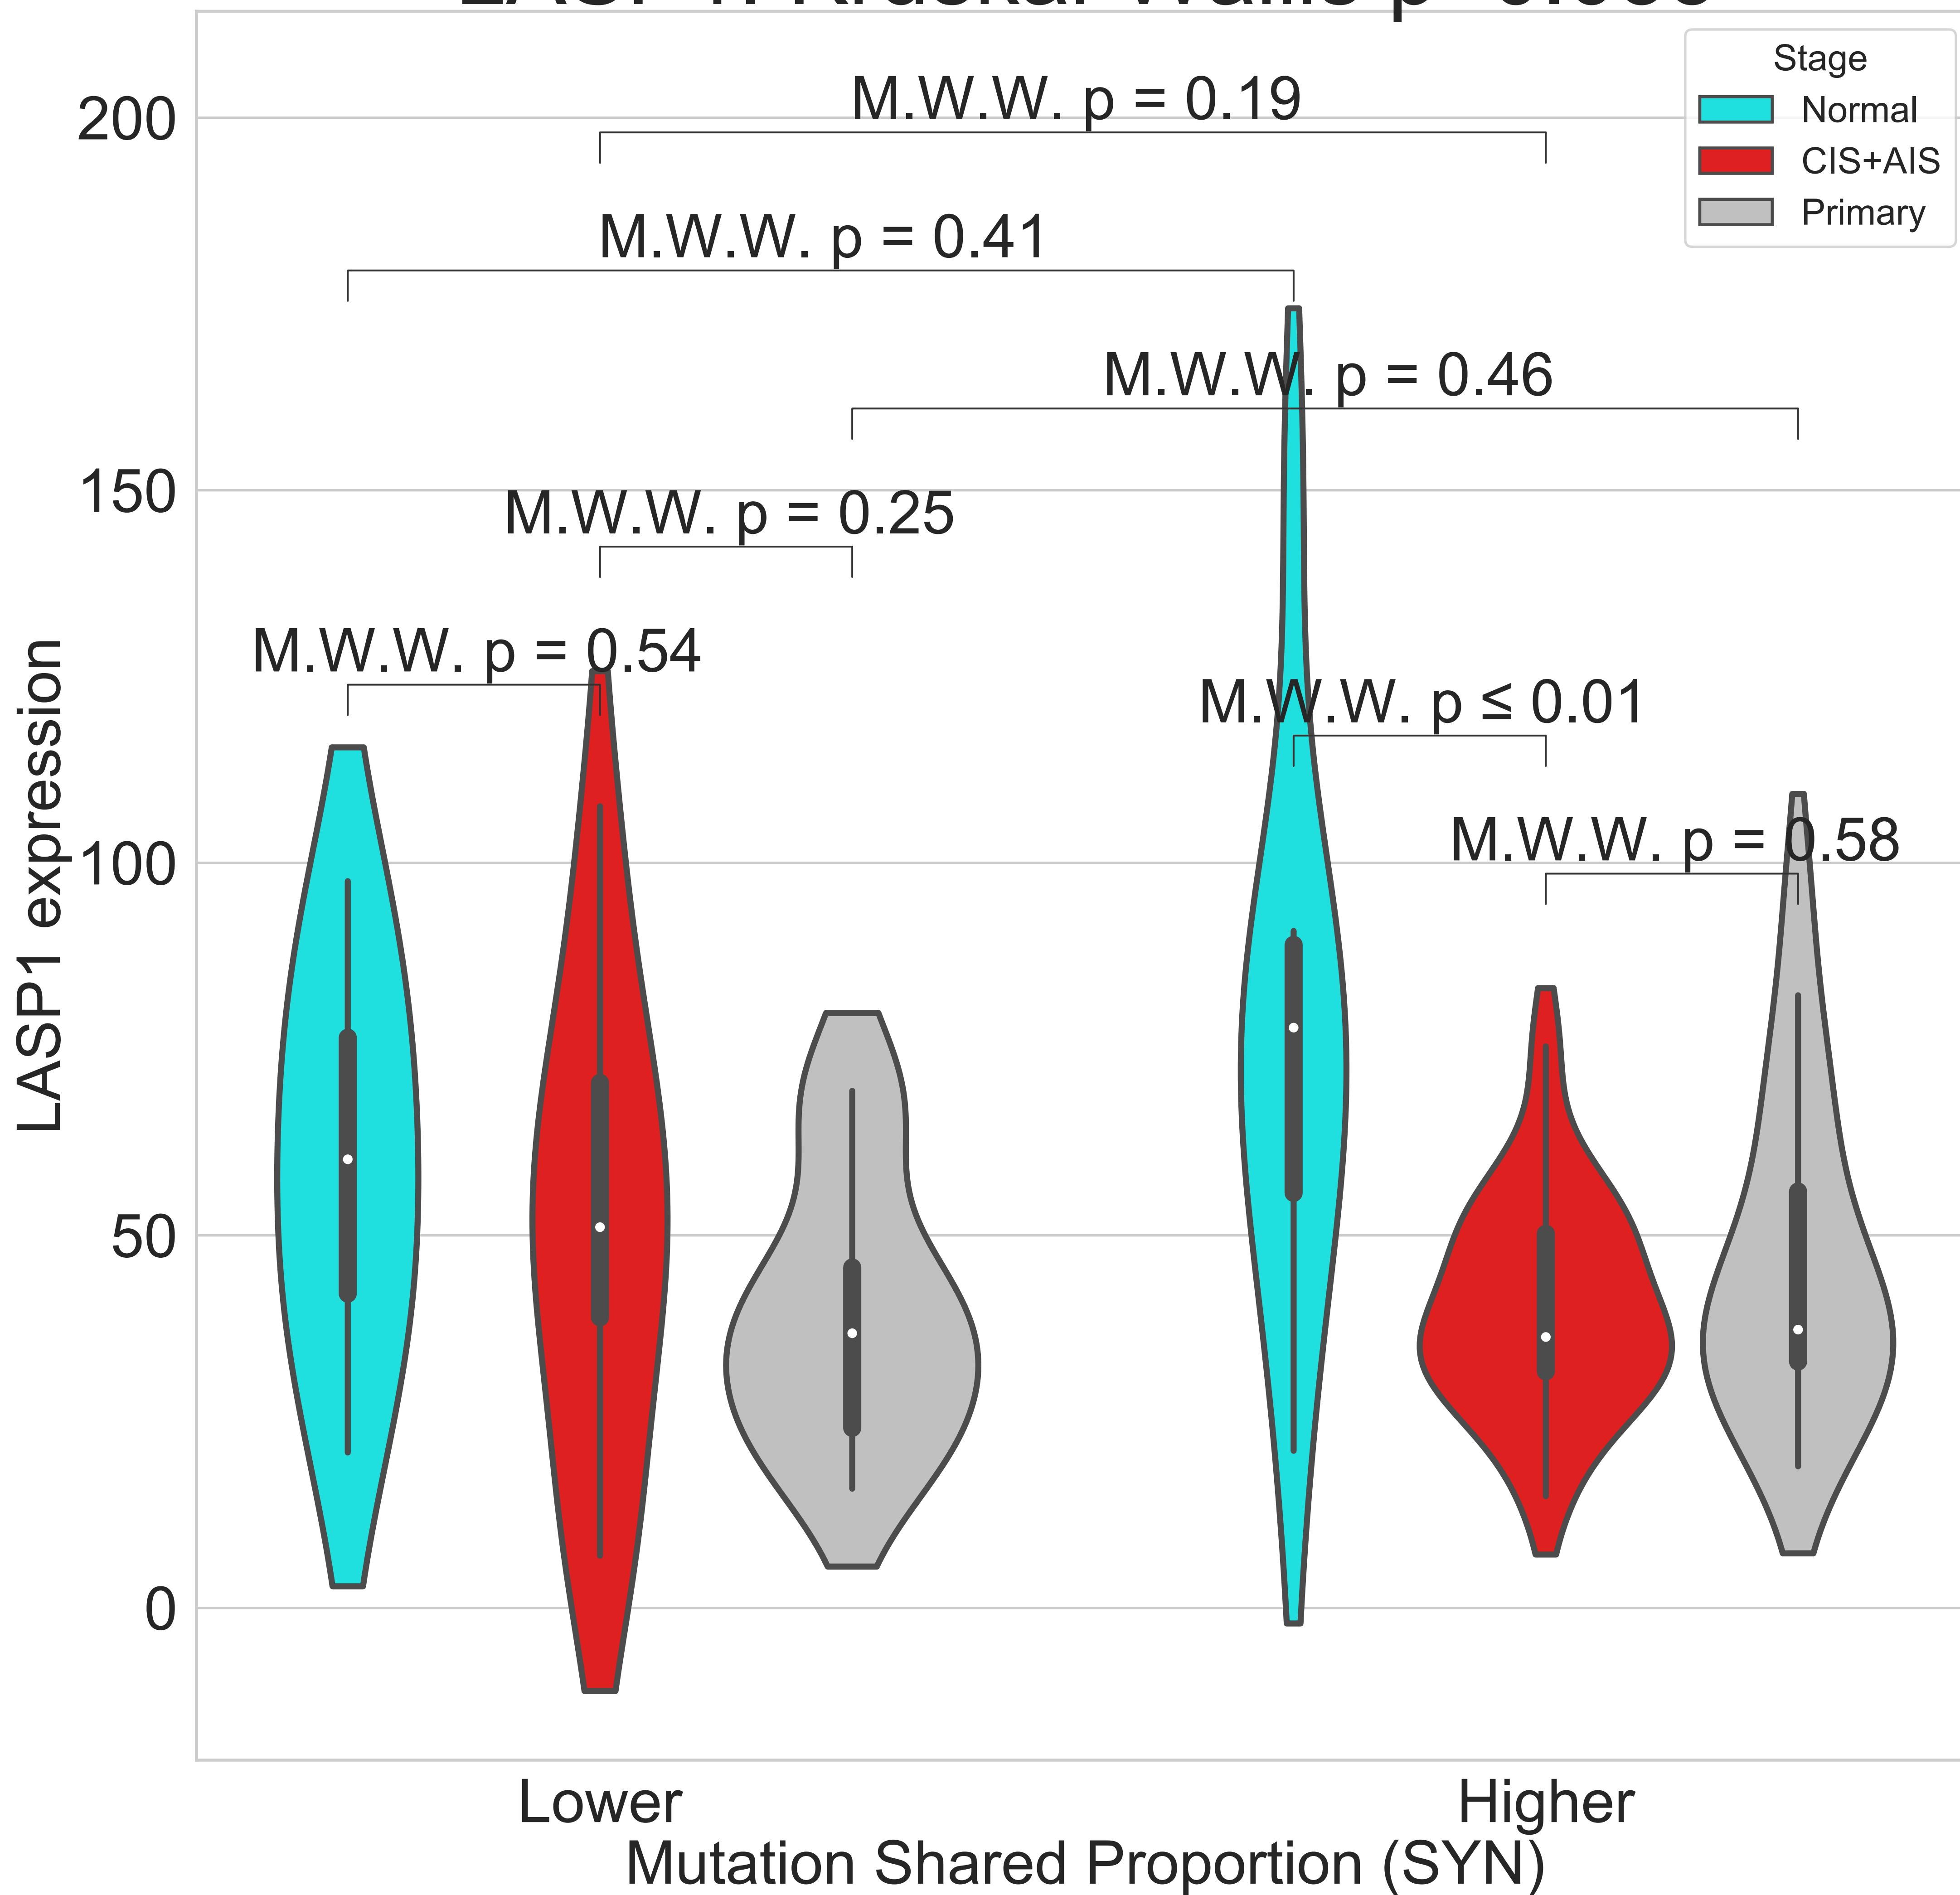 Stage
Normal
CIS+AIS
Primary
M.W.W. p = 0.19
M.W.W. p = 0.41
M.W.W. p = 0.46
M.W.W. p = 0.25
M.W.W. p = 0.54
M.W.W. p ≤ 0.01
M.W.W. p = 0.58
200
150
100
50
0
LASP1 expression
Lower
Higher
Mutation Shared Proportion (SYN)